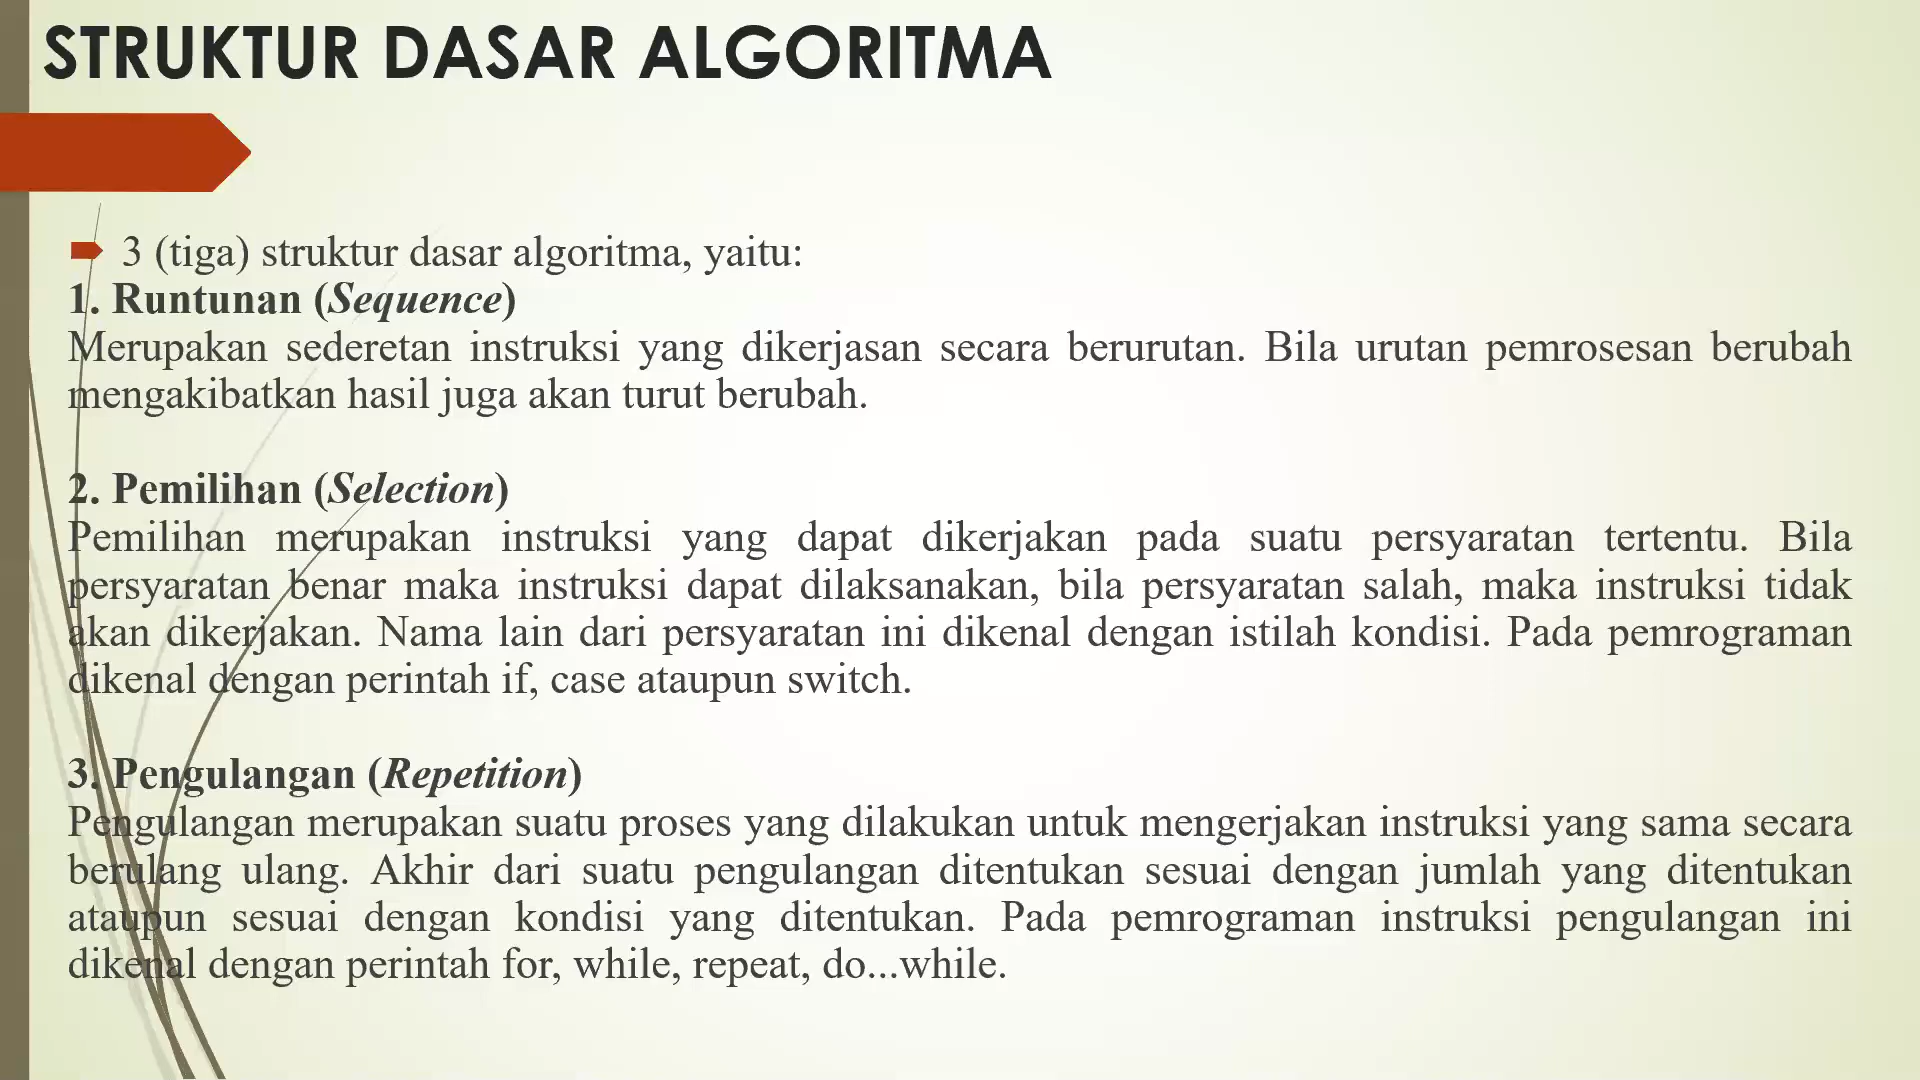 STRUKTUR DASAR ALGORITMA
3 (tiga) struktur dasar algoritma, yaitu:
1. Runtunan (Sequence)
Merupakan sederetan instruksi yang dikerjasan secara berurutan. Bila urutan pemrosesan berubah
mengakibatkan hasil juga akan turut berubah.
2. Pemilihan (Selection)
Pemilihan merupakan instruksi yang dapat dikerjakan pada suatu persyaratan tertentu. Bila
persyaratan benar maka instruksi dapat dilaksanakan, bila persyaratan salah, maka instruksi tidak
akan dikerjakan. Nama lain dari persyaratan ini dikenal dengan istilah kondisi. Pada pemrograman
dikenal dengan perintah if, case ataupun switch.
3. Pengulangan (Repetition)
Pengulangan merupakan suatu proses yang dilakukan untuk mengerjakan instruksi yang sama secara
berulang ulang. Akhir dari suatu pengulangan ditentukan sesuai dengan jumlah yang ditentukan
ataupun sesuai dengan kondisi yang ditentukan. Pada pemrograman instruksi pengulangan ini
dikenal dengan perintah for, while, repeat, do...while.